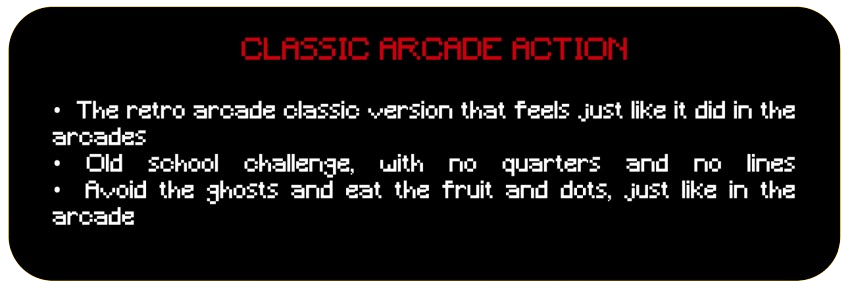 CLASSIC ARCADE ACTION
• The retro arcade classic version that feels just like it did in the
arcades
• Old school challenge, with no quarters and no lines
• Avoid the ghosts and eat the fruit and dots, just like in the
arcade